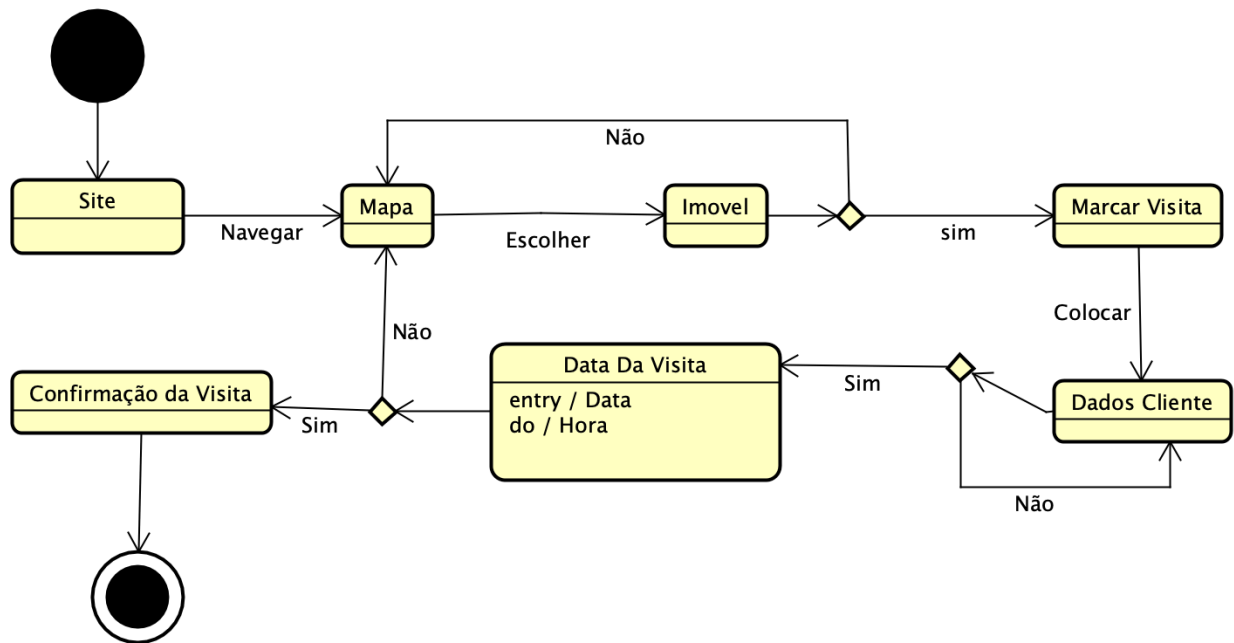 Não
Site
Mapa
Imovel
Marcar Visita
Navegar
Escolher
sim
Colocar
Não
Data Da Visita
entry / Data
do / Hora
Sim
Dados Cliente
Confirmação da Visita
Sim
Não